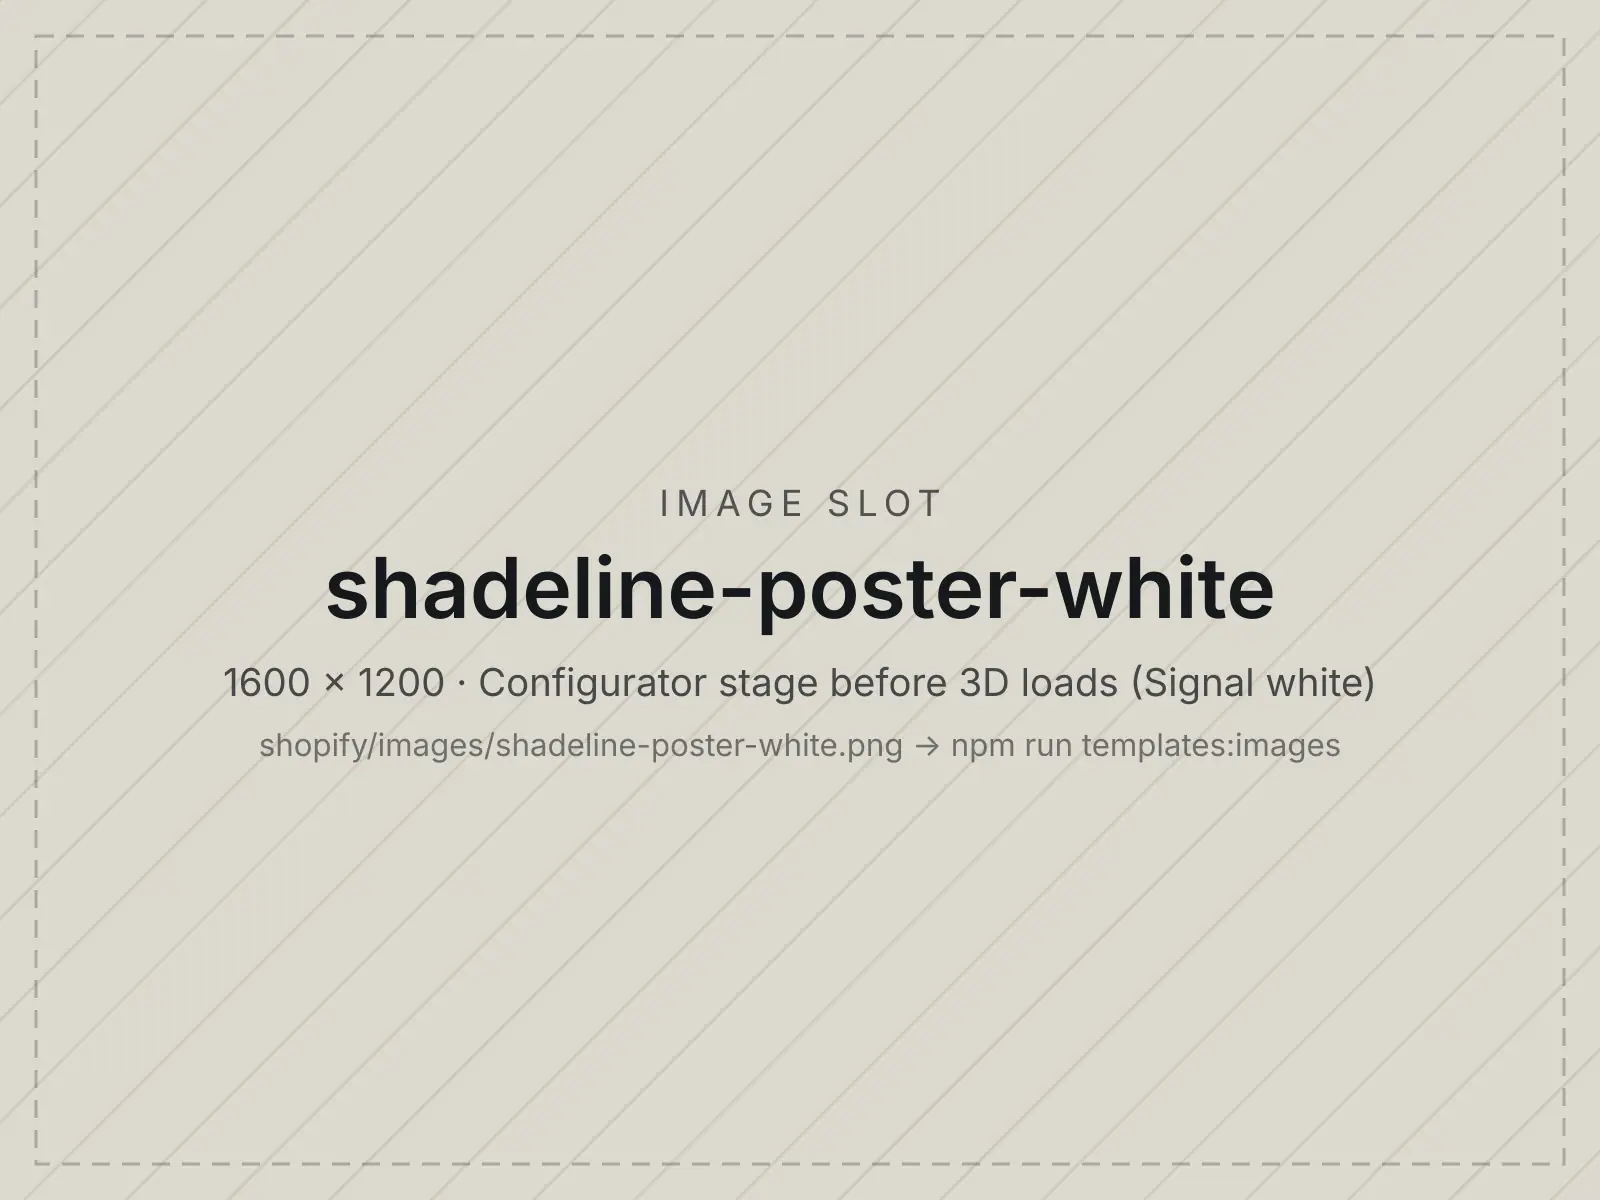 IMAGE SLOT
shadeline-poster-white
1600 × 1200 · Configurator stage before 3D loads (Signal white)
shopify/images/shadeline-poster-white.png → npm run templates:images